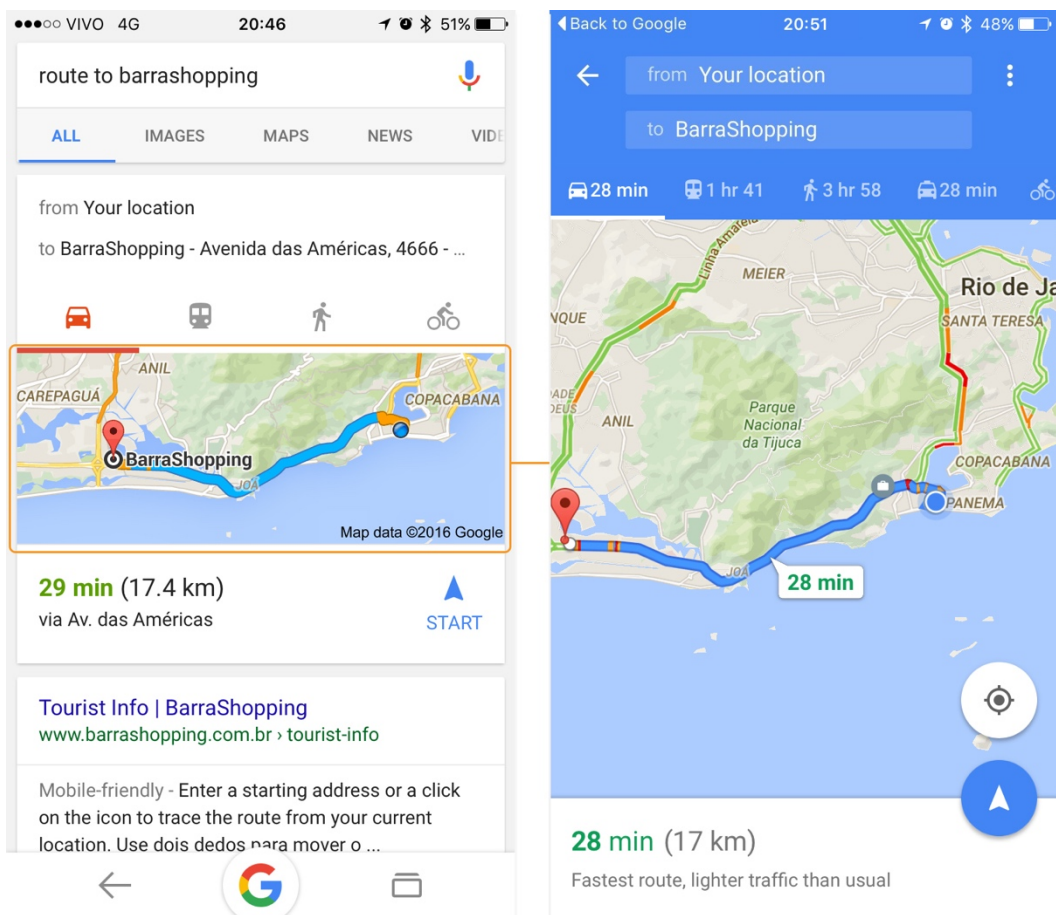 VIVO 4G 20:46 51%
route to barrashopping
ALL IMAGES MAPS NEWS VIDE
from Your location
to BarraShopping - Avenida das Américas, 4666 - ...
ANIL
CAREPAGUÁ
COPACABANA
BarraShopping
JOÁ
Map data ©2016 Google
29 min (17.4 km)
via Av. das Américas
START
Tourist Info | BarraShopping
www.barrashopping.com.br › tourist-info
Mobile-friendly - Enter a starting address or a click
on the icon to trace the route from your current
location. Use dois dedos para mover o ...
G
Back to Google 20:51 48%
from Your location
to BarraShopping
28 min 1 hr 41 3 hr 58 28 min
Linha Amarela
MEIER
Rio de Ja
NQUE
SANTA TERESA
ADE
DEUS
ANIL
Parque
Nacional
da Tijuca
COPACABANA
PANEMA
JOÁ
28 min
28 min (17 km)
Fastest route, lighter traffic than usual